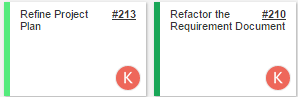 Refine Project #213
Plan
K
Refactor the #210
Requirement Document
K